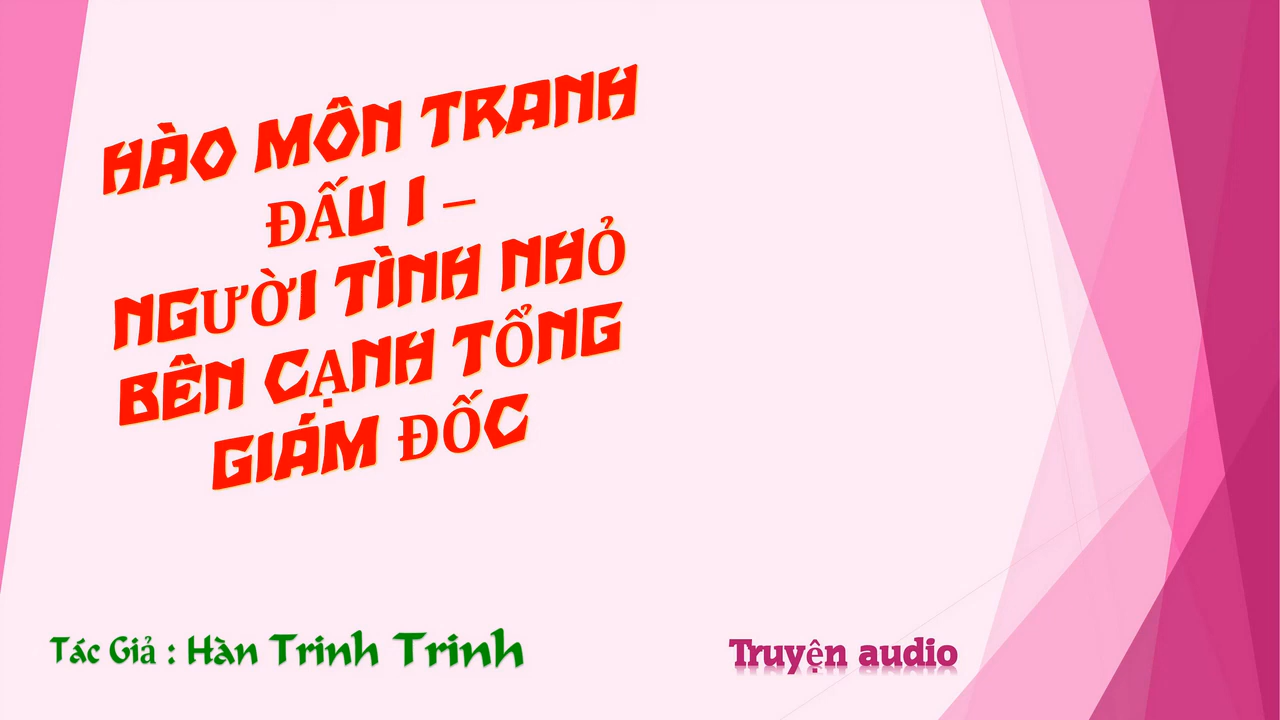 HÀO MÔN TRANH
ĐẤU I –
NGƯỜI TÌNH NHỎ
BÊN CẠNH TỔNG
GIÁM ĐỐC
Tác Giả : Hàn Trinh Trinh
Truyện audio